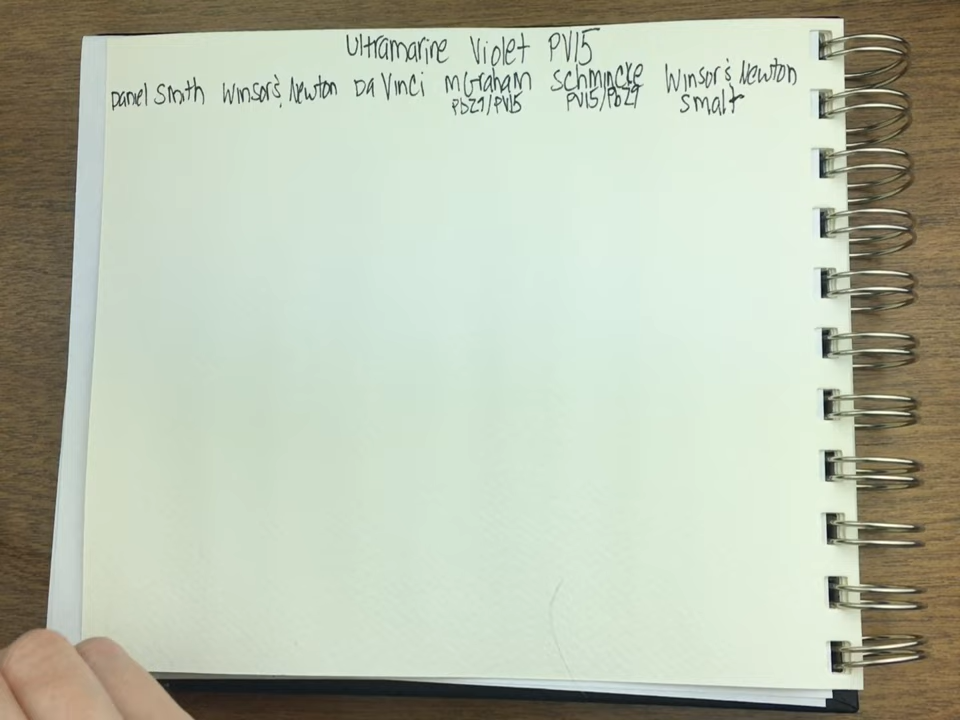 Ultramarine Violet PV15
Daniel Smith Winsor & Newton Da Vinci M Graham Schmincke Winsor & Newton
Pb29/PV15 PV15/Pb29 Smalt